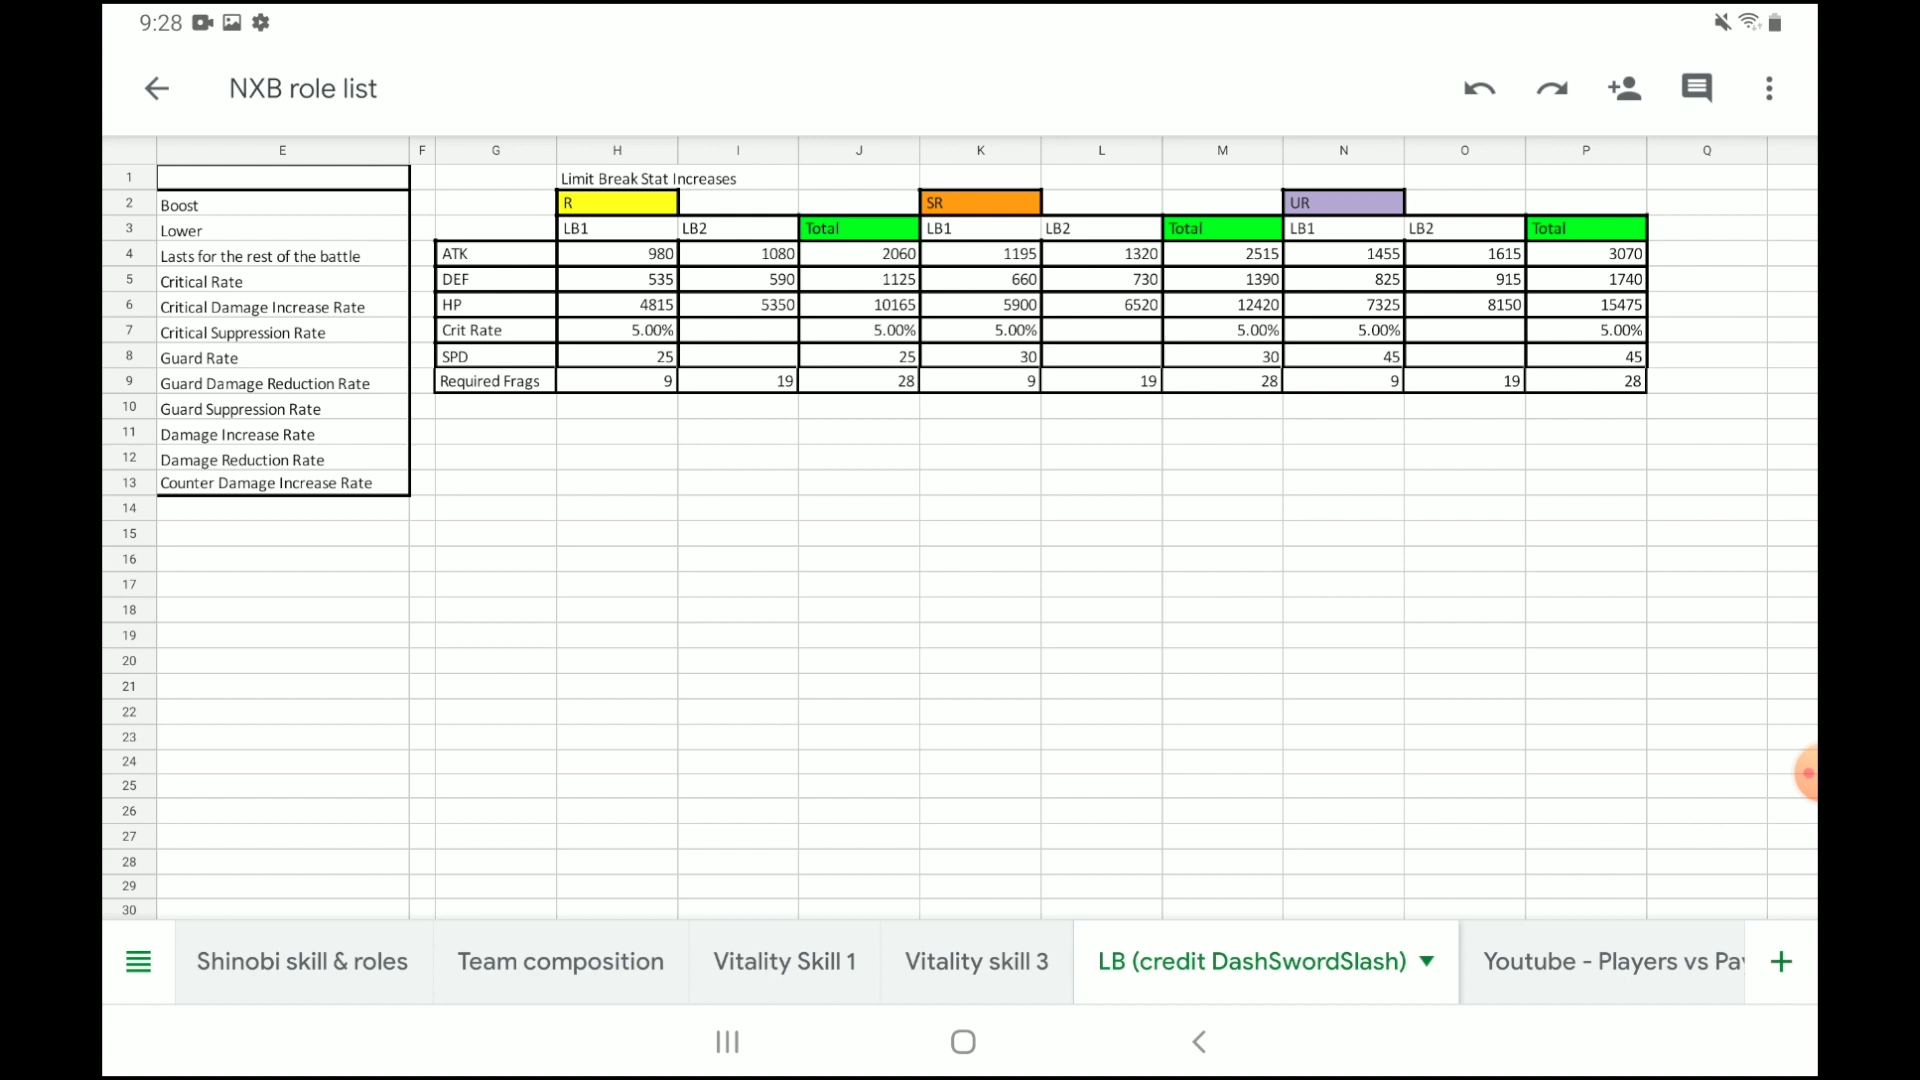 9:28
NXB role list
E F G H I J K L M N O P Q
1 Limit Break Stat Increases
2 Boost R SR UR
3 Lower LB1 LB2 Total LB1 LB2 Total LB1 LB2 Total
4 Lasts for the rest of the battle ATK 980 1080 2060 1195 1320 2515 1455 1615 3070
5 Critical Rate DEF 535 590 1125 660 730 1390 825 915 1740
6 Critical Damage Increase Rate HP 4815 5350 10165 5900 6520 12420 7325 8150 15475
7 Critical Suppression Rate Crit Rate 5.00% 5.00% 5.00% 5.00% 5.00% 5.00%
8 Guard Rate SPD 25 25 30 30 45 45
9 Guard Damage Reduction Rate Required Frags 9 19 28 9 19 28 9 19 28
10 Guard Suppression Rate
11 Damage Increase Rate
12 Damage Reduction Rate
13 Counter Damage Increase Rate
14
15
16
17
18
19
20
21
22
23
24
25
26
27
28
29
30
Shinobi skill & roles Team composition Vitality Skill 1 Vitality skill 3 LB (credit DashSwordSlash) Youtube - Players vs Pa